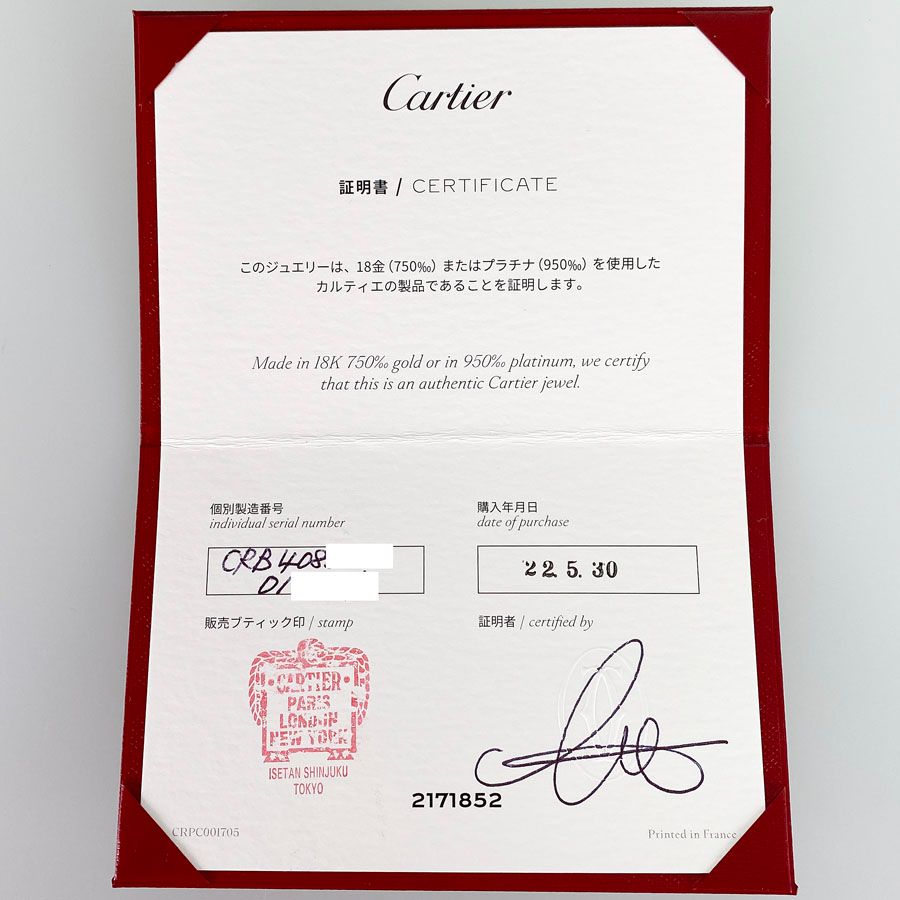 Cartier
証明書 / CERTIFICATE
このジュエリーは、18金（750‰）またはプラチナ（950‰）を使用した
カルティエの製品であることを証明します。
Made in 18K 750‰ gold or in 950‰ platinum, we certify
that this is an authentic Cartier jewel.
個別製造番号
individual serial number
CRB408
01
購入年月日
date of purchase
22.5.30
販売ブティック印 / stamp
CARTIER
PARIS
LONDON
NEW YORK
ISETAN SHINJUKU
TOKYO
証明者 / certified by
2171852
CRPC001705
Printed in France